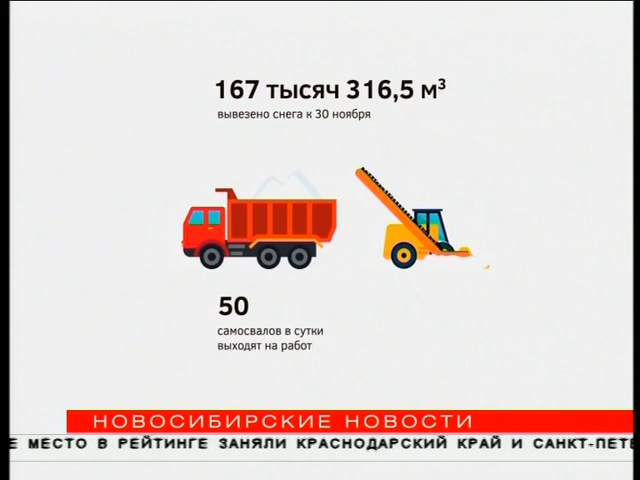 167 тысяч 316,5 м³
вывезено снега к 30 ноября
50
самосвалов в сутки
выходят на работ
НОВОСИБИРСКИЕ НОВОСТИ
МЕСТО В РЕЙТИНГЕ ЗАНЯЛИ КРАСНОДАРСКИЙ КРАЙ И САНКТ-ПЕТЕ